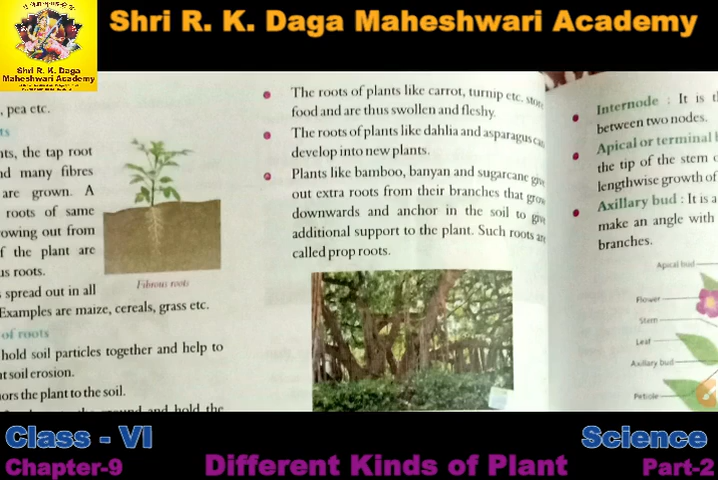 Shri R. K. Daga Maheshwari Academy
Shri R. K. Daga
Maheshwari Academy
, pea etc.
ts
nts, the tap root
nd many fibres
are grown. A
roots of same
owing out from
f the plant are
us roots.
s spread out in all
Examples are maize, cereals, grass etc.
of roots
hold soil particles together and help to
nt soil erosion.
hors the plant to the soil.
and hold the
Fibrous roots
The roots of plants like carrot, turnip etc. store
food and are thus swollen and fleshy.
The roots of plants like dahlia and asparagus can
develop into new plants.
Plants like bamboo, banyan and sugarcane give
out extra roots from their branches that grow
downwards and anchor in the soil to give
additional support to the plant. Such roots are
called prop roots.
Internode : It is th
between two nodes.
Apical or terminal b
the tip of the stem
lengthwise growth of
Axillary bud : It is a
make an angle with
branches.
Apical bud
Flower
Stem
Leaf
Axillary bud
Petiole
Class - VI
Science
Chapter-9
Different Kinds of Plant
Part-2